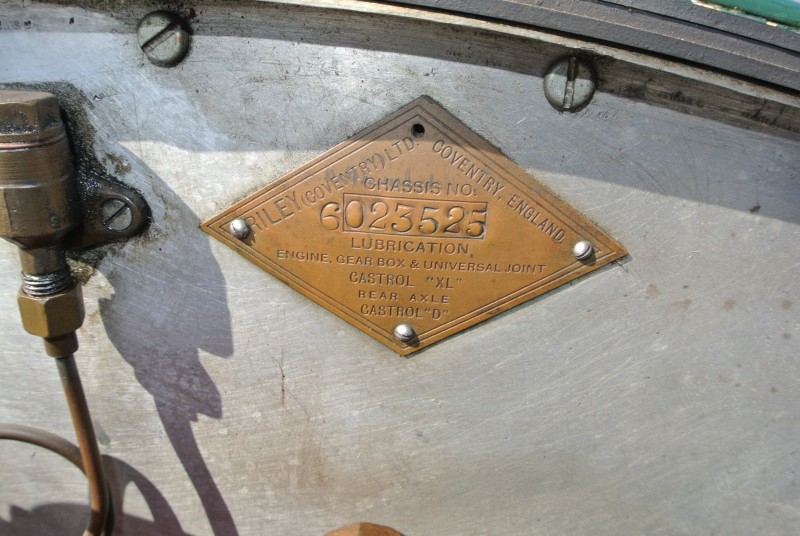 RILEY (COVENTRY) LTD. COVENTRY, ENGLAND.
CHASSIS NO.
6023525
LUBRICATION,
ENGINE, GEAR BOX & UNIVERSAL JOINT
CASTROL "XL"
REAR AXLE
CASTROL "D"